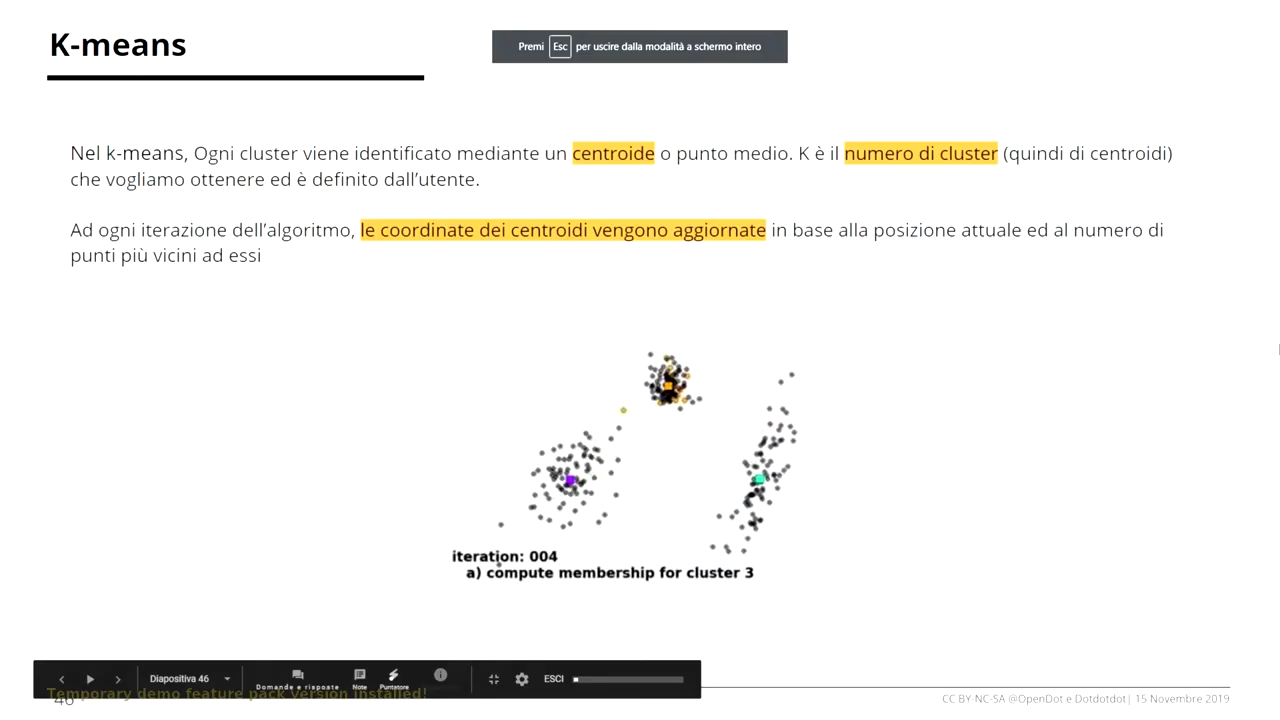 K-means
Premi Esc per uscire dalla modalità a schermo intero
Nel k-means, Ogni cluster viene identificato mediante un centroide o punto medio. K è il numero di cluster (quindi di centroidi)
che vogliamo ottenere ed è definito dall'utente.
Ad ogni iterazione dell'algoritmo, le coordinate dei centroidi vengono aggiornate in base alla posizione attuale ed al numero di
punti più vicini ad essi
iteration: 004
a) compute membership for cluster 3
Diapositiva 46
Domande e risposte
Note
Puntatore
ESCI
Temporary demo feature pack version installed!
46
CC BY-NC-SA @OpenDot e Dotdotdot| 15 Novembre 2019